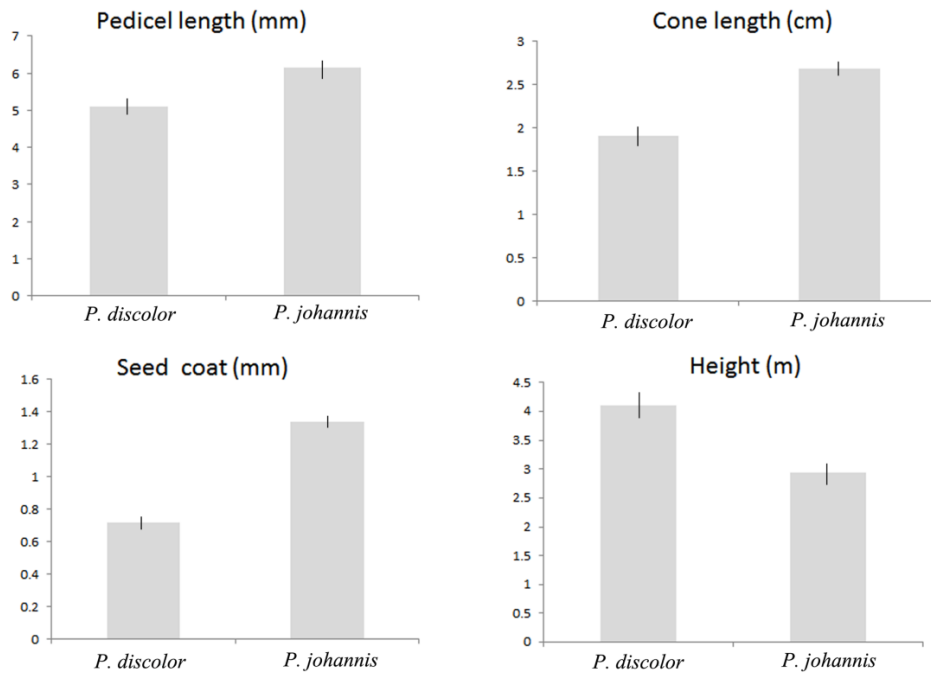 Pedicel length (mm)
7
6
5
4
3
2
1
0
P. discolor
P. johannis
Cone length (cm)
3
2.5
2
1.5
1
0.5
0
P. discolor
P. johannis
Seed coat (mm)
1.6
1.4
1.2
1
0.8
0.6
0.4
0.2
0
P. discolor
P. johannis
Height (m)
4.5
4
3.5
3
2.5
2
1.5
1
0.5
0
P. discolor
P. johannis